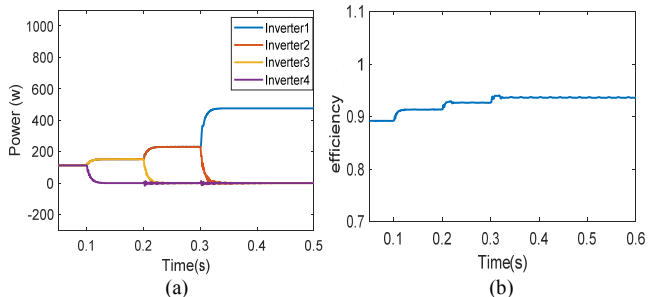 1000
800
600
400
200
0
-200
Power (w)
Inverter1
Inverter2
Inverter3
Inverter4
0.1 0.2 0.3 0.4 0.5
Time(s)
(a)
1.1
1
0.9
0.8
0.7
efficiency
0.1 0.2 0.3 0.4 0.5 0.6
Time(s)
(b)